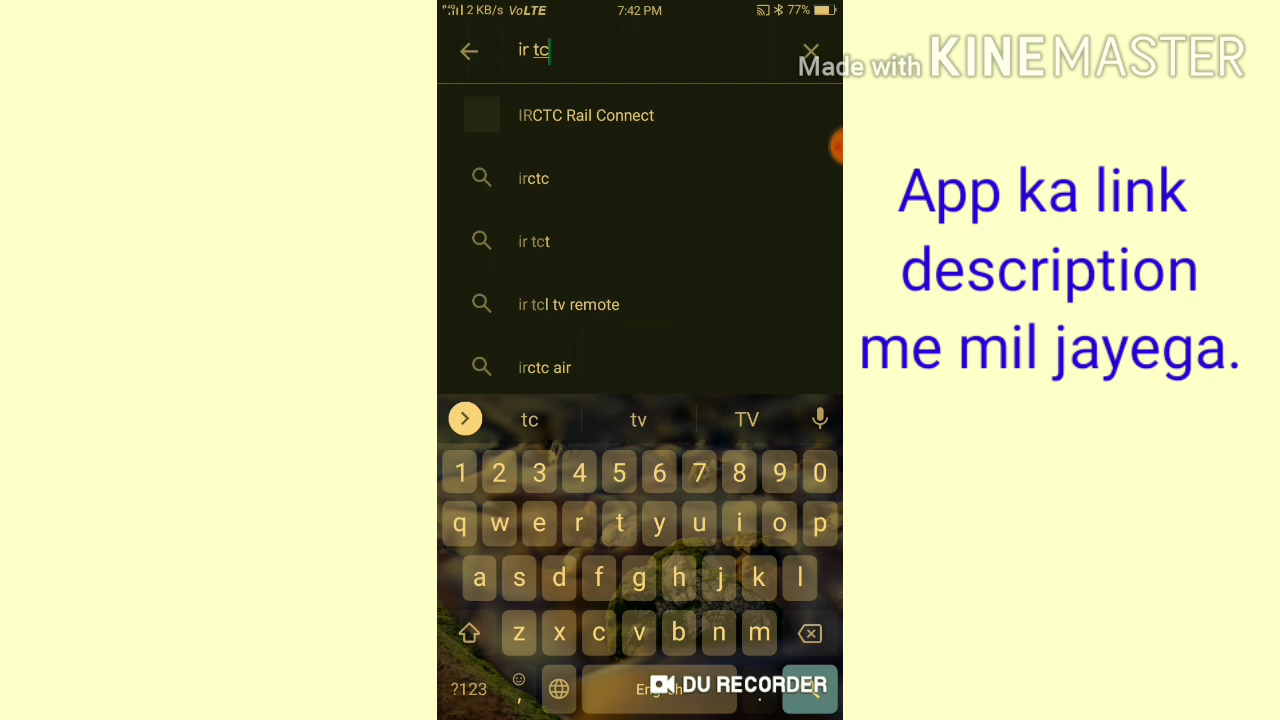 2 KB/s VoLTE 7:42 PM 77%
ir tc
Made with KINEMASTER
IRCTC Rail Connect
irctc
ir tct
ir tcl tv remote
irctc air
App ka link
description
me mil jayega.
tc tv TV
1 2 3 4 5 6 7 8 9 0
q w e r t y u i o p
a s d f g h j k l
z x c v b n m
?123 , English .
DU RECORDER